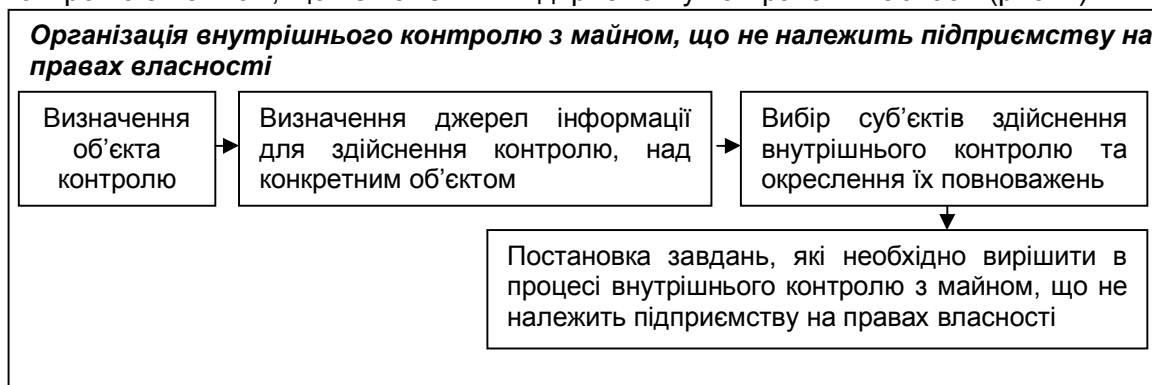 Організація внутрішнього контролю з майном, що не належить підприємству на
правах власності
Визначення
об’єкта
контролю
Визначення джерел інформації
для здійснення контролю, над
конкретним об’єктом
Вибір суб’єктів здійснення
внутрішнього контролю та
окреслення їх повноважень
Постановка завдань, які необхідно вирішити в
процесі внутрішнього контролю з майном, що не
належить підприємству на правах власності